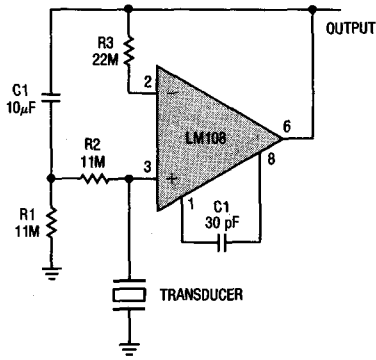 OUTPUT
R3
22M
C1
10μF
2
−
LM108
6
8
R2
11M
3
+
R1
11M
1
C1
30 pF
TRANSDUCER